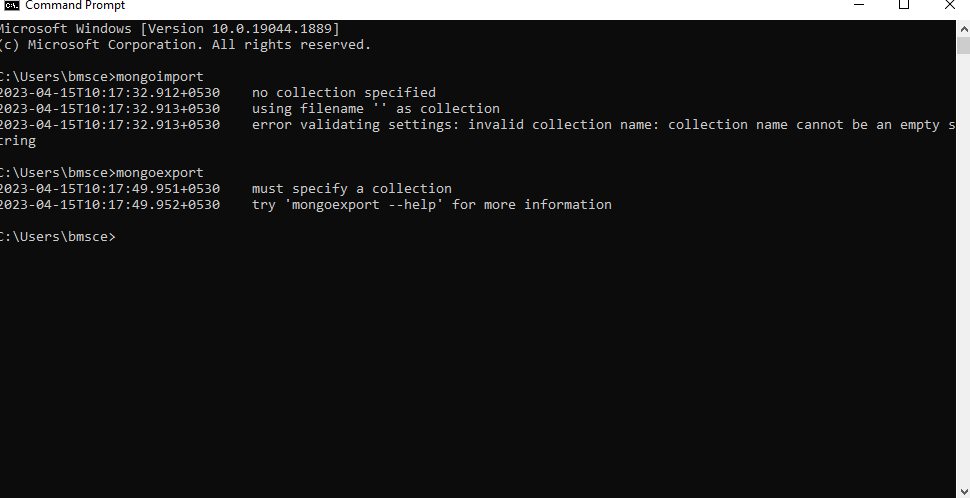 Command Prompt
Microsoft Windows [Version 10.0.19044.1889]
(c) Microsoft Corporation. All rights reserved.
C:\Users\bmsce>mongoimport
2023-04-15T10:17:32.912+0530    no collection specified
2023-04-15T10:17:32.913+0530    using filename '' as collection
2023-04-15T10:17:32.913+0530    error validating settings: invalid collection name: collection name cannot be an empty s
tring
C:\Users\bmsce>mongoexport
2023-04-15T10:17:49.951+0530    must specify a collection
2023-04-15T10:17:49.952+0530    try 'mongoexport --help' for more information
C:\Users\bmsce>